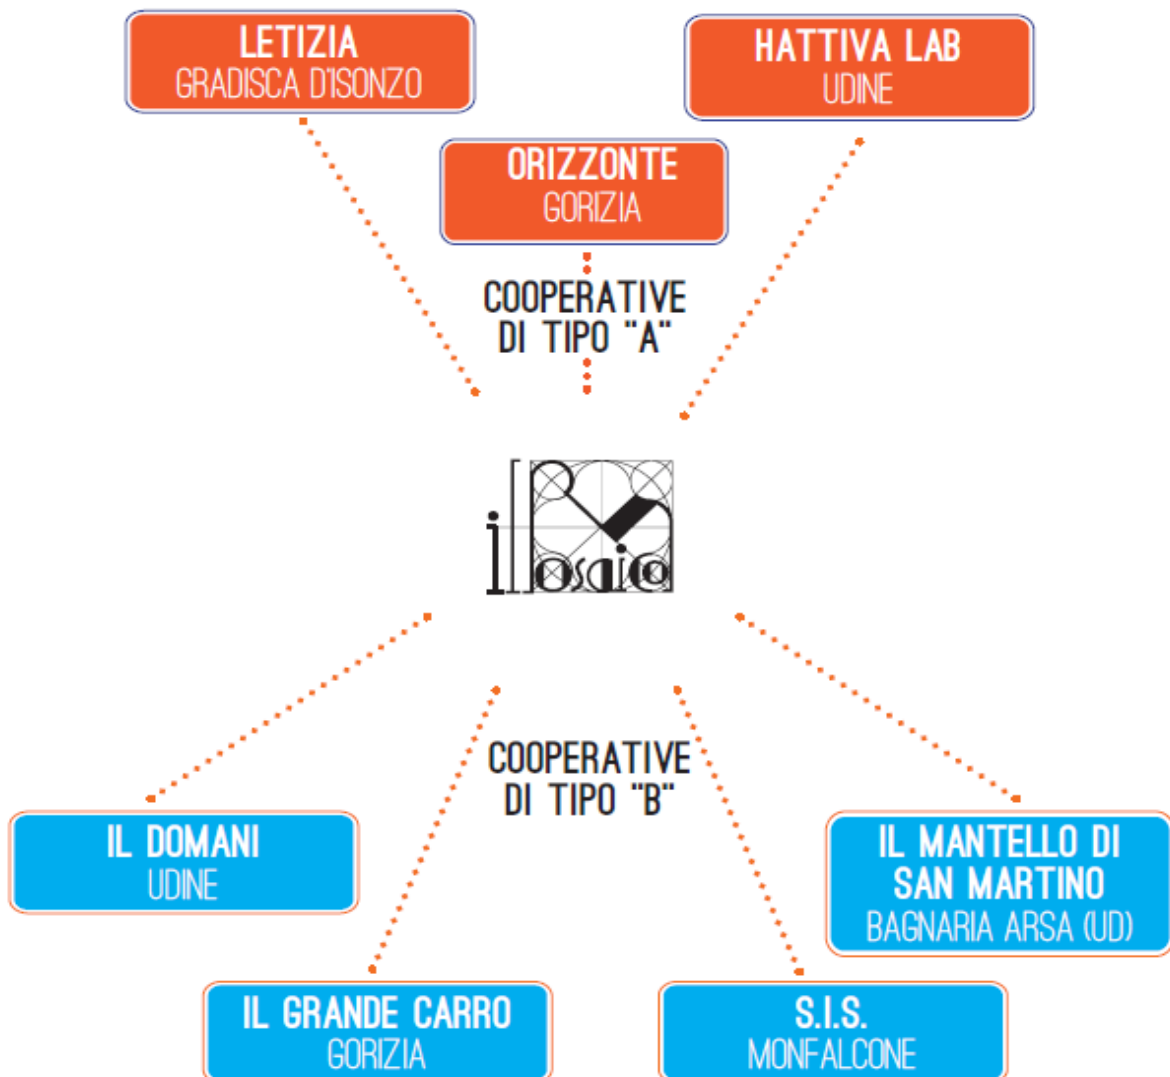 LETIZIA
GRADISCA D'ISONZO
HATTIVA LAB
UDINE
ORIZZONTE
GORIZIA
COOPERATIVE
DI TIPO "A"
il Mosaico
COOPERATIVE
DI TIPO "B"
IL DOMANI
UDINE
IL MANTELLO DI
SAN MARTINO
BAGNARIA ARSA (UD)
IL GRANDE CARRO
GORIZIA
S.I.S.
MONFALCONE